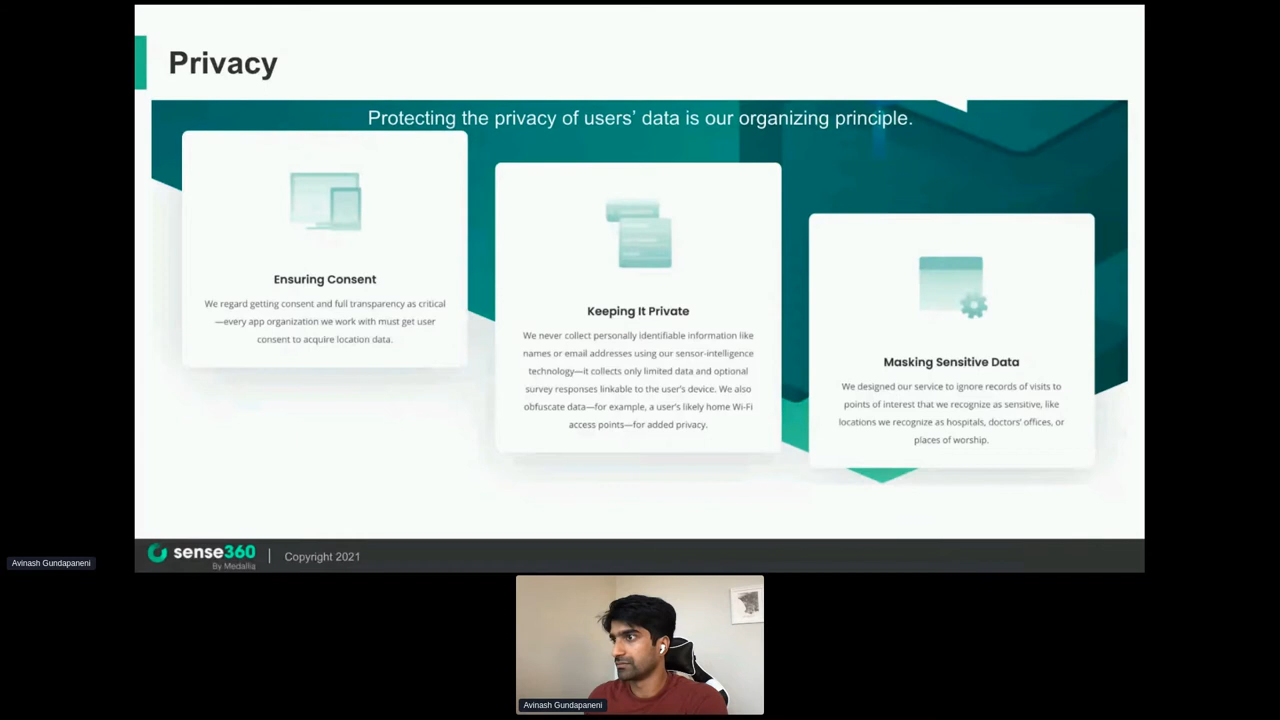 Privacy
Protecting the privacy of users’ data is our organizing principle.
Ensuring Consent
We regard getting consent and full transparency as critical
—every app organization we work with must get user
consent to acquire location data.
Keeping It Private
We never collect personally identifiable information like
names or email addresses using our sensor-intelligence
technology—it collects only limited data and optional
survey responses linkable to the user's device. We also
obfuscate data—for example, a user's likely home Wi-Fi
access points—for added privacy.
Masking Sensitive Data
We designed our service to ignore records of visits to
points of interest that we recognize as sensitive, like
locations we recognize as hospitals, doctors' offices, or
places of worship.
sense360
By Medallia
Copyright 2021
Avinash Gundapaneni
Avinash Gundapaneni